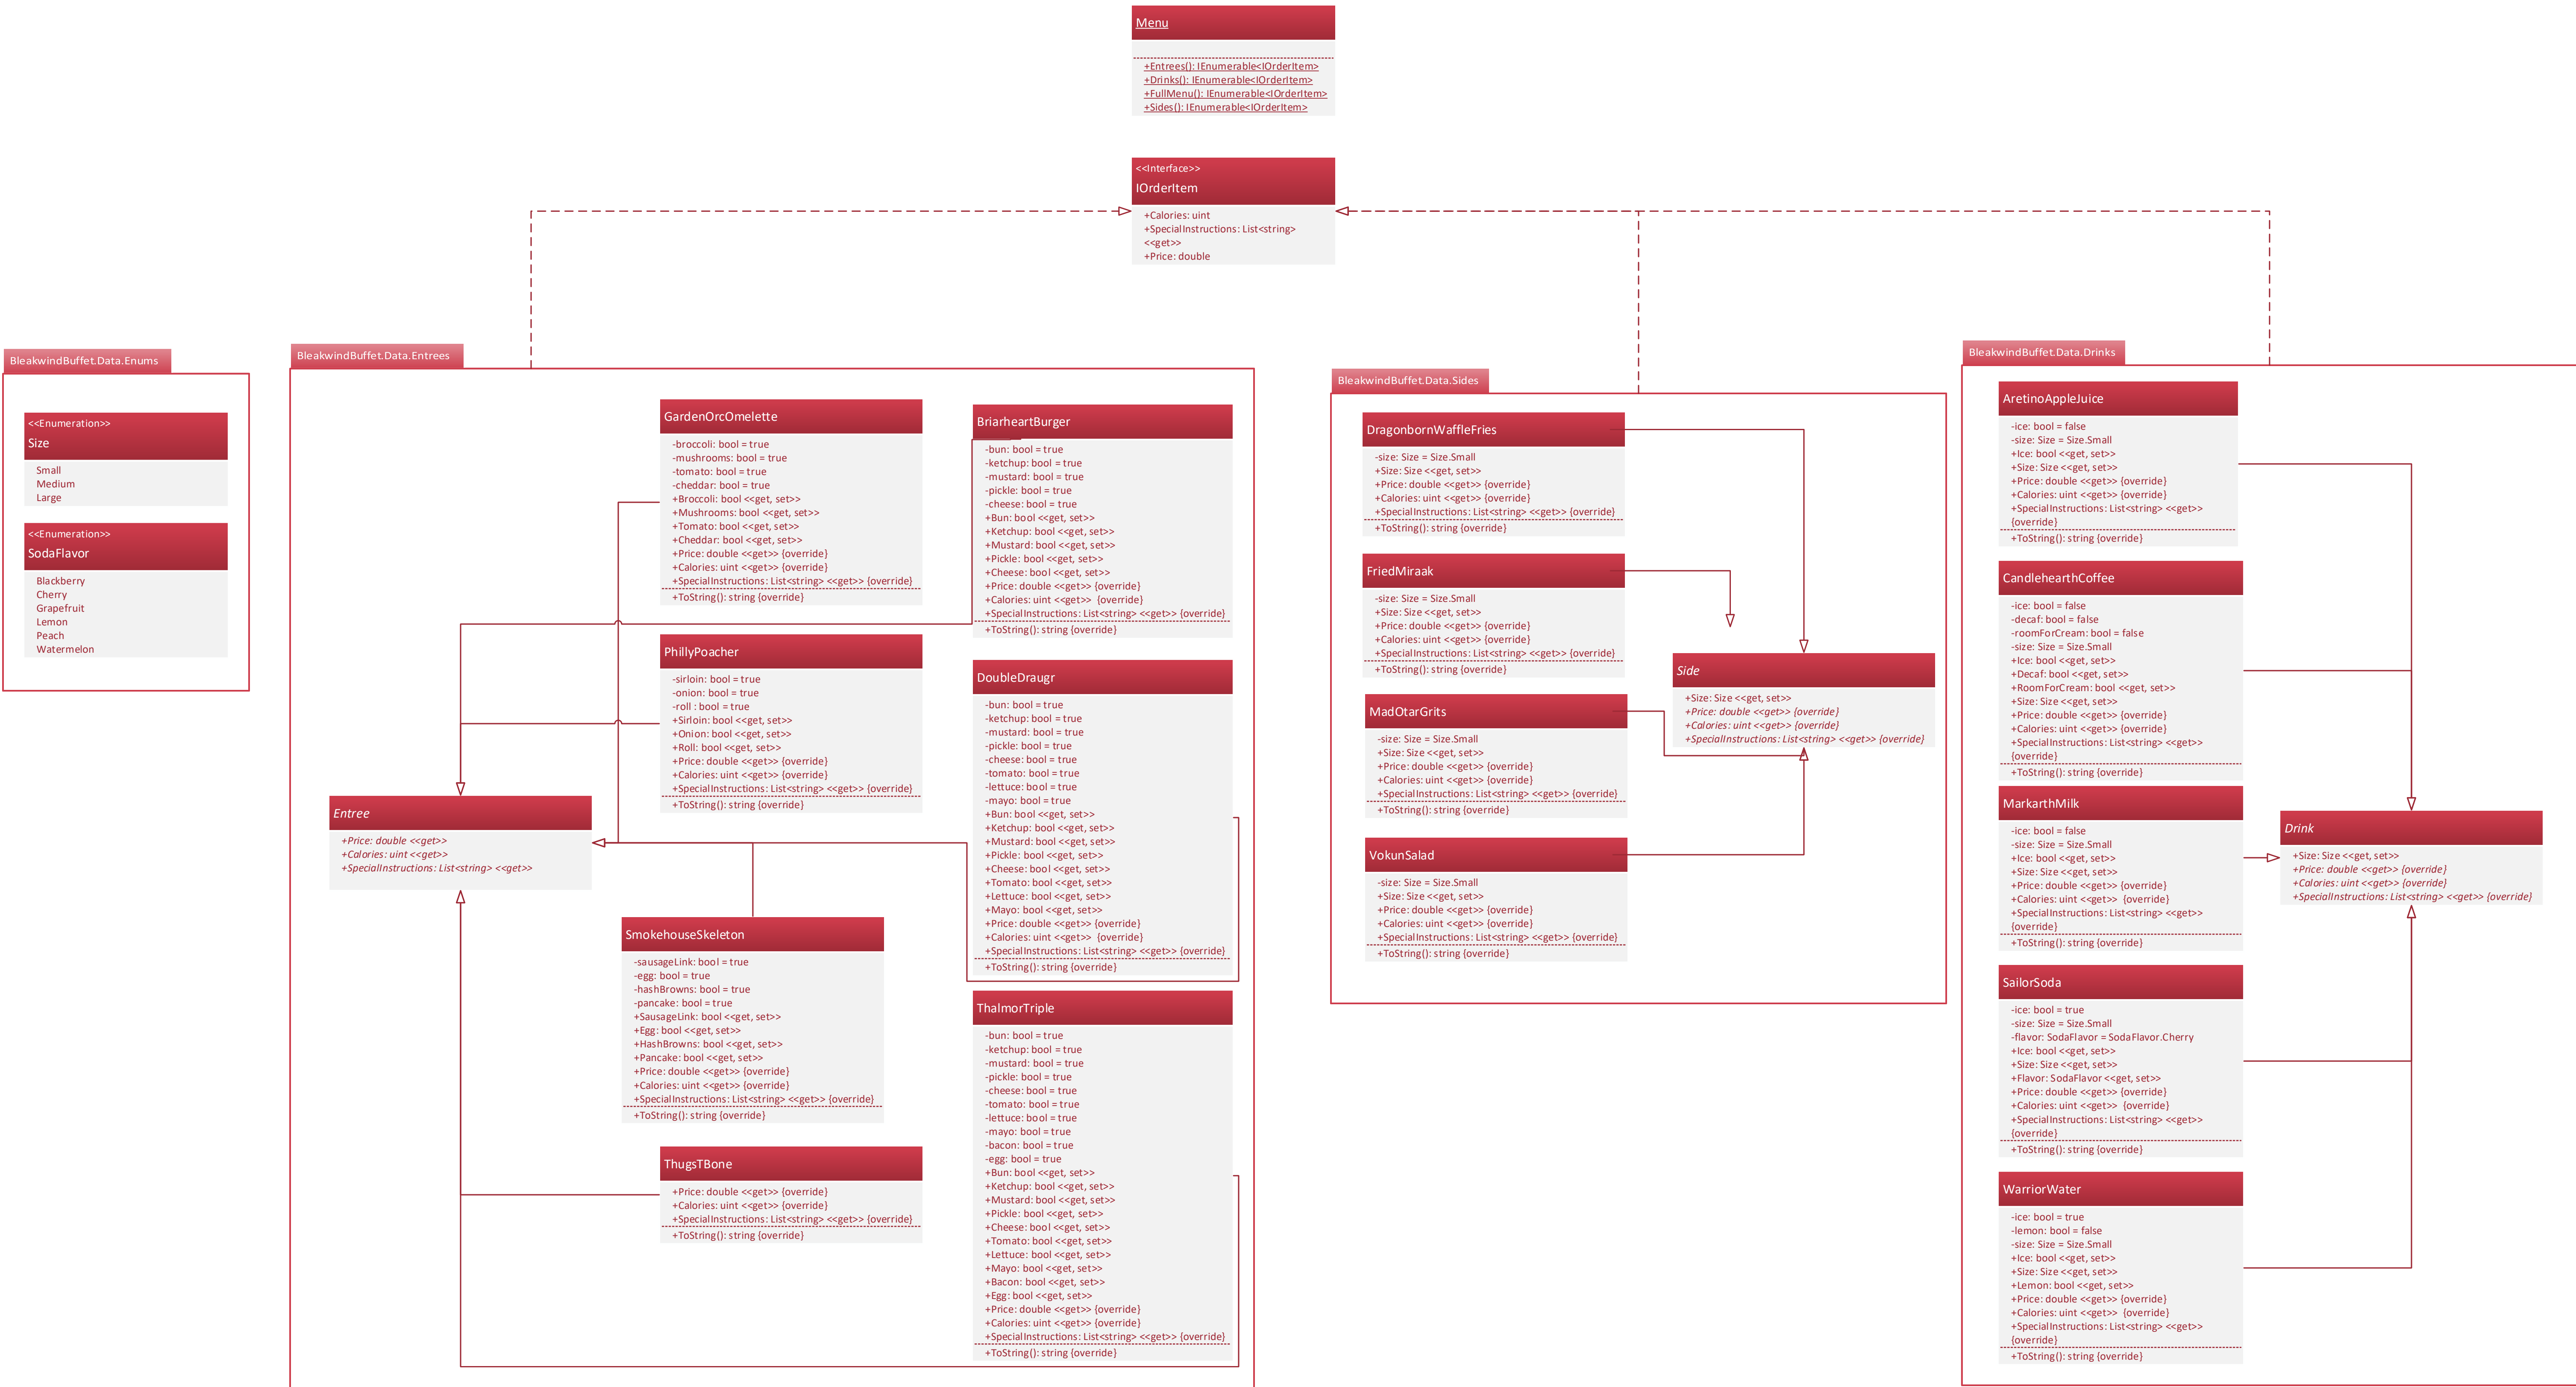 Menu
+Entrees(): IEnumerable<IOrderItem>
+Drinks(): IEnumerable<IOrderItem>
+FullMenu(): IEnumerable<IOrderItem>
+Sides(): IEnumerable<IOrderItem>
<<Interface>>
IOrderItem
+Calories: uint
+SpecialInstructions: List<string>
<<get>>
+Price: double
BleakwindBuffet.Data.Enums
<<Enumeration>>
Size
Small
Medium
Large
<<Enumeration>>
SodaFlavor
Blackberry
Cherry
Grapefruit
Lemon
Peach
Watermelon
BleakwindBuffet.Data.Entrees
Entree
+Price: double <<get>>
+Calories: uint <<get>>
+SpecialInstructions: List<string> <<get>>
GardenOrcOmelette
-broccoli: bool = true
-mushrooms: bool = true
-tomato: bool = true
-cheddar: bool = true
+Broccoli: bool <<get, set>>
+Mushrooms: bool <<get, set>>
+Tomato: bool <<get, set>>
+Cheddar: bool <<get, set>>
+Price: double <<get>> {override}
+Calories: uint <<get>> {override}
+SpecialInstructions: List<string> <<get>> {override}
+ToString(): string {override}
PhillyPoacher
-sirloin: bool = true
-onion: bool = true
-roll : bool = true
+Sirloin: bool <<get, set>>
+Onion: bool <<get, set>>
+Roll: bool <<get, set>>
+Price: double <<get>> {override}
+Calories: uint <<get>> {override}
+SpecialInstructions: List<string> <<get>> {override}
+ToString(): string {override}
SmokehouseSkeleton
-sausageLink: bool = true
-egg: bool = true
-hashBrowns: bool = true
-pancake: bool = true
+SausageLink: bool <<get, set>>
+Egg: bool <<get, set>>
+HashBrowns: bool <<get, set>>
+Pancake: bool <<get, set>>
+Price: double <<get>> {override}
+Calories: uint <<get>> {override}
+SpecialInstructions: List<string> <<get>> {override}
+ToString(): string {override}
ThugsTBone
+Price: double <<get>> {override}
+Calories: uint <<get>> {override}
+SpecialInstructions: List<string> <<get>> {override}
+ToString(): string {override}
BriarheartBurger
-bun: bool = true
-ketchup: bool = true
-mustard: bool = true
-pickle: bool = true
-cheese: bool = true
+Bun: bool <<get, set>>
+Ketchup: bool <<get, set>>
+Mustard: bool <<get, set>>
+Pickle: bool <<get, set>>
+Cheese: bool <<get, set>>
+Price: double <<get>> {override}
+Calories: uint <<get>> {override}
+SpecialInstructions: List<string> <<get>> {override}
+ToString(): string {override}
DoubleDraugr
-bun: bool = true
-ketchup: bool = true
-mustard: bool = true
-pickle: bool = true
-cheese: bool = true
-tomato: bool = true
-lettuce: bool = true
-mayo: bool = true
+Bun: bool <<get, set>>
+Ketchup: bool <<get, set>>
+Mustard: bool <<get, set>>
+Pickle: bool <<get, set>>
+Cheese: bool <<get, set>>
+Tomato: bool <<get, set>>
+Lettuce: bool <<get, set>>
+Mayo: bool <<get, set>>
+Price: double <<get>> {override}
+Calories: uint <<get>> {override}
+SpecialInstructions: List<string> <<get>> {override}
+ToString(): string {override}
ThalmorTriple
-bun: bool = true
-ketchup: bool = true
-mustard: bool = true
-pickle: bool = true
-cheese: bool = true
-tomato: bool = true
-lettuce: bool = true
-mayo: bool = true
-bacon: bool = true
-egg: bool = true
+Bun: bool <<get, set>>
+Ketchup: bool <<get, set>>
+Mustard: bool <<get, set>>
+Pickle: bool <<get, set>>
+Cheese: bool <<get, set>>
+Tomato: bool <<get, set>>
+Lettuce: bool <<get, set>>
+Mayo: bool <<get, set>>
+Bacon: bool <<get, set>>
+Egg: bool <<get, set>>
+Price: double <<get>> {override}
+Calories: uint <<get>> {override}
+SpecialInstructions: List<string> <<get>> {override}
+ToString(): string {override}
BleakwindBuffet.Data.Sides
DragonbornWaffleFries
-size: Size = Size.Small
+Size: Size <<get, set>>
+Price: double <<get>> {override}
+Calories: uint <<get>> {override}
+SpecialInstructions: List<string> <<get>> {override}
+ToString(): string {override}
FriedMiraak
-size: Size = Size.Small
+Size: Size <<get, set>>
+Price: double <<get>> {override}
+Calories: uint <<get>> {override}
+SpecialInstructions: List<string> <<get>> {override}
+ToString(): string {override}
MadOtarGrits
-size: Size = Size.Small
+Size: Size <<get, set>>
+Price: double <<get>> {override}
+Calories: uint <<get>> {override}
+SpecialInstructions: List<string> <<get>> {override}
+ToString(): string {override}
VokunSalad
-size: Size = Size.Small
+Size: Size <<get, set>>
+Price: double <<get>> {override}
+Calories: uint <<get>> {override}
+SpecialInstructions: List<string> <<get>> {override}
+ToString(): string {override}
Side
+Size: Size <<get, set>>
+Price: double <<get>> {override}
+Calories: uint <<get>> {override}
+SpecialInstructions: List<string> <<get>> {override}
BleakwindBuffet.Data.Drinks
AretinoAppleJuice
-ice: bool = false
-size: Size = Size.Small
+Ice: bool <<get, set>>
+Size: Size <<get, set>>
+Price: double <<get>> {override}
+Calories: uint <<get>> {override}
+SpecialInstructions: List<string> <<get>>
{override}
+ToString(): string {override}
CandlehearthCoffee
-ice: bool = false
-decaf: bool = false
-roomForCream: bool = false
-size: Size = Size.Small
+Ice: bool <<get, set>>
+Decaf: bool <<get, set>>
+RoomForCream: bool <<get, set>>
+Size: Size <<get, set>>
+Price: double <<get>> {override}
+Calories: uint <<get>> {override}
+SpecialInstructions: List<string> <<get>>
{override}
+ToString(): string {override}
MarkarthMilk
-ice: bool = false
-size: Size = Size.Small
+Ice: bool <<get, set>>
+Size: Size <<get, set>>
+Price: double <<get>> {override}
+Calories: uint <<get>> {override}
+SpecialInstructions: List<string> <<get>>
{override}
+ToString(): string {override}
SailorSoda
-ice: bool = true
-size: Size = Size.Small
-flavor: SodaFlavor = SodaFlavor.Cherry
+Ice: bool <<get, set>>
+Size: Size <<get, set>>
+Flavor: SodaFlavor <<get, set>>
+Price: double <<get>> {override}
+Calories: uint <<get>> {override}
+SpecialInstructions: List<string> <<get>>
{override}
+ToString(): string {override}
WarriorWater
-ice: bool = true
-lemon: bool = false
-size: Size = Size.Small
+Ice: bool <<get, set>>
+Size: Size <<get, set>>
+Lemon: bool <<get, set>>
+Price: double <<get>> {override}
+Calories: uint <<get>> {override}
+SpecialInstructions: List<string> <<get>>
{override}
+ToString(): string {override}
Drink
+Size: Size <<get, set>>
+Price: double <<get>> {override}
+Calories: uint <<get>> {override}
+SpecialInstructions: List<string> <<get>> {override}